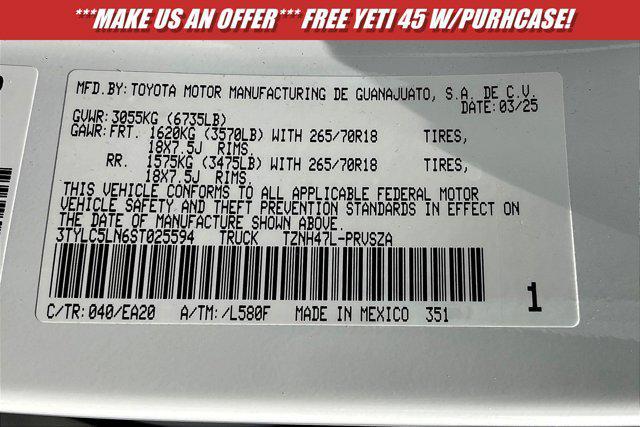 ***MAKE US AN OFFER*** FREE YETI 45 W/PURHCASE!
MFD. BY: TOYOTA MOTOR MANUFACTURING DE GUANAJUATO, S.A. DE C.V.
DATE: 03/25
GVWR: 3055KG (6735LB)
GAWR: FRT. 1620KG (3570LB) WITH 265/70R18 TIRES,
18X7.5J RIMS.
RR. 1575KG (3475LB) WITH 265/70R18 TIRES,
18X7.5J RIMS.
THIS VEHICLE CONFORMS TO ALL APPLICABLE FEDERAL MOTOR
VEHICLE SAFETY AND THEFT PREVENTION STANDARDS IN EFFECT ON
THE DATE OF MANUFACTURE SHOWN ABOVE.
3TYLC5LN6ST025594 TRUCK TZNH47L-PRVSZA
1
C/TR: 040/EA20 A/TM: /L580F MADE IN MEXICO 351